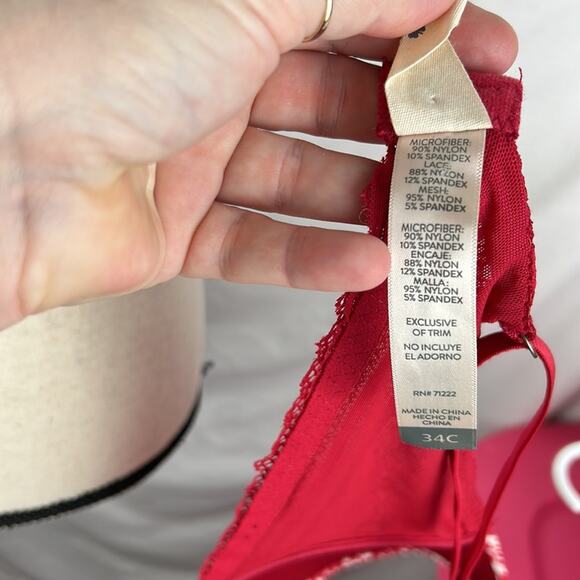 MICROFIBER:
90% NYLON
10% SPANDEX
LACE:
88% NYLON
12% SPANDEX
MESH:
95% NYLON
5% SPANDEX
MICROFIBER:
90% NYLON
10% SPANDEX
ENCAJE:
88% NYLON
12% SPANDEX
MALLA:
95% NYLON
5% SPANDEX
EXCLUSIVE
OF TRIM
NO INCLUYE
EL ADORNO
RN# 71222
MADE IN CHINA
HECHO EN
CHINA
34C